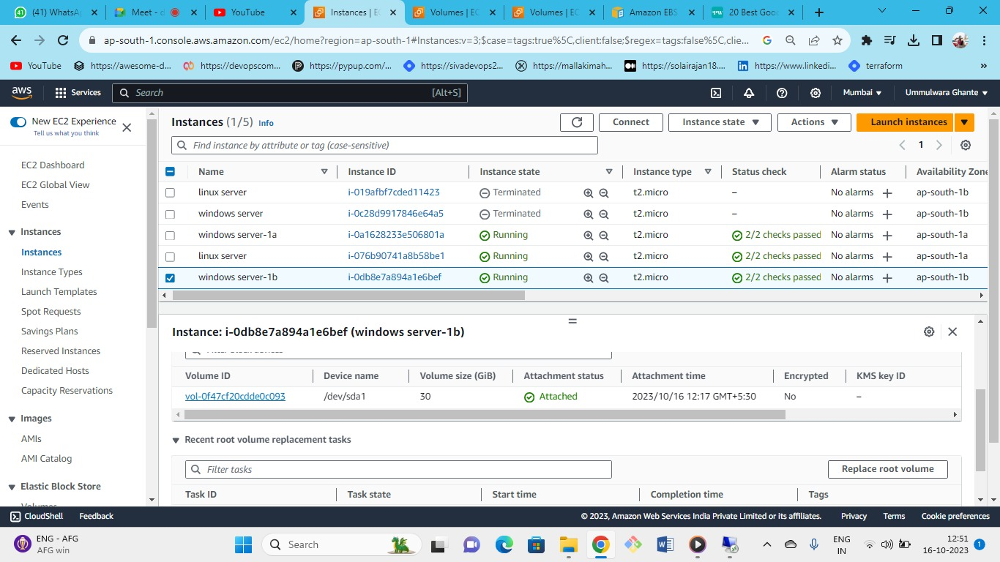 (41) WhatsA
Meet - d
YouTube
Instances | EC
Volumes | EC
Volumes | EC
Amazon EBS
20 Best Goo
ap-south-1.console.aws.amazon.com/ec2/home?region=ap-south-1#Instances:v=3;$case=tags:true%5C,client:false;$regex=tags:false%5C,clie...
YouTube
https://awesome-d...
https://devopscom...
https://pypup.com/...
https://sivadevops2...
https://mallakimah...
https://solairajan18....
https://www.linkedi...
terraform
aws
Services
Search
[Alt+S]
Mumbai
Ummulwara Ghante
New EC2 Experience
Tell us what you think
EC2 Dashboard
EC2 Global View
Events
Instances
Instances
Instance Types
Launch Templates
Spot Requests
Savings Plans
Reserved Instances
Dedicated Hosts
Capacity Reservations
Images
AMIs
AMI Catalog
Elastic Block Store
Volumes
Instances (1/5) Info
Connect
Instance state
Actions
Launch instances
Find instance by attribute or tag (case-sensitive)
1
Name Instance ID Instance state Instance type Status check Alarm status Availability Zone
linux server i-019afbf7cded11423 Terminated t2.micro – No alarms + ap-south-1b
windows server i-0c28d9917846e64a5 Terminated t2.micro – No alarms + ap-south-1b
windows server-1a i-0a1628233e506801a Running t2.micro 2/2 checks passed No alarms + ap-south-1a
linux server i-076b90741a8b58be1 Running t2.micro 2/2 checks passed No alarms + ap-south-1a
windows server-1b i-0db8e7a894a1e6bef Running t2.micro 2/2 checks passed No alarms + ap-south-1b
Instance: i-0db8e7a894a1e6bef (windows server-1b)
Volume ID Device name Volume size (GiB) Attachment status Attachment time Encrypted KMS key ID
vol-0f47cf20cdde0c093 /dev/sda1 30 Attached 2023/10/16 12:17 GMT+5:30 No –
Recent root volume replacement tasks
Filter tasks
Replace root volume
Task ID Task state Start time Completion time Tags
CloudShell
Feedback
© 2023, Amazon Web Services India Private Limited or its affiliates.
Privacy
Terms
Cookie preferences
ENG - AFG
AFG win
Search
ENG
IN
12:51
16-10-2023
1